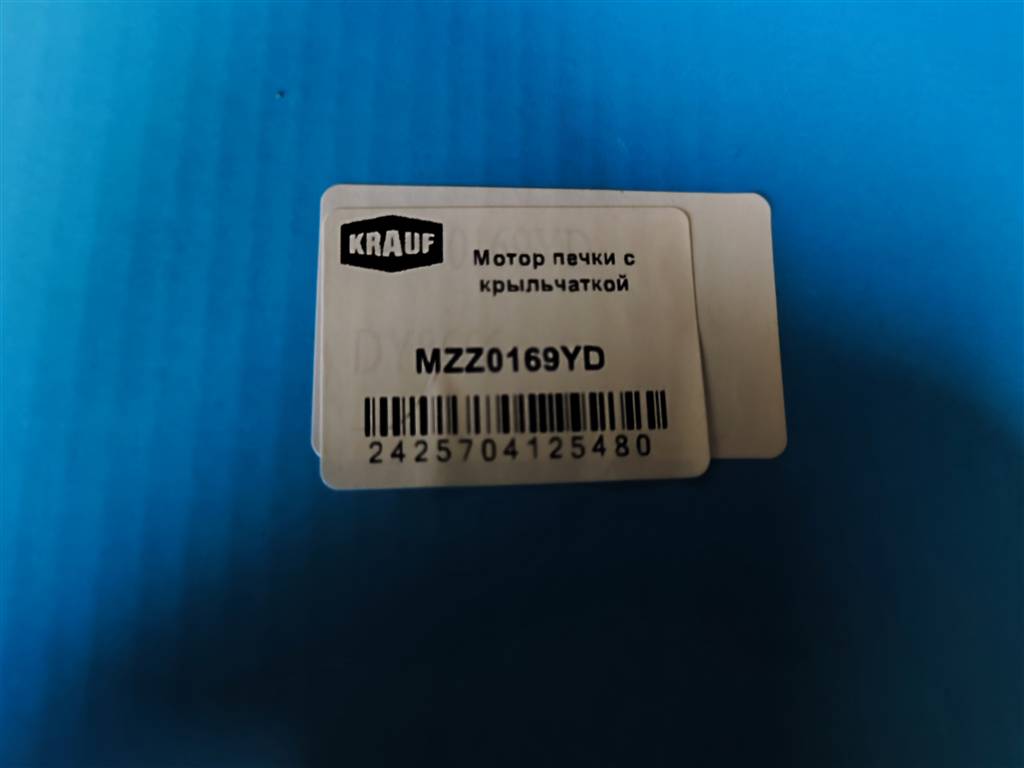 KRAUF
Мотор печки с
крыльчаткой
MZZ0169YD
2425704125480